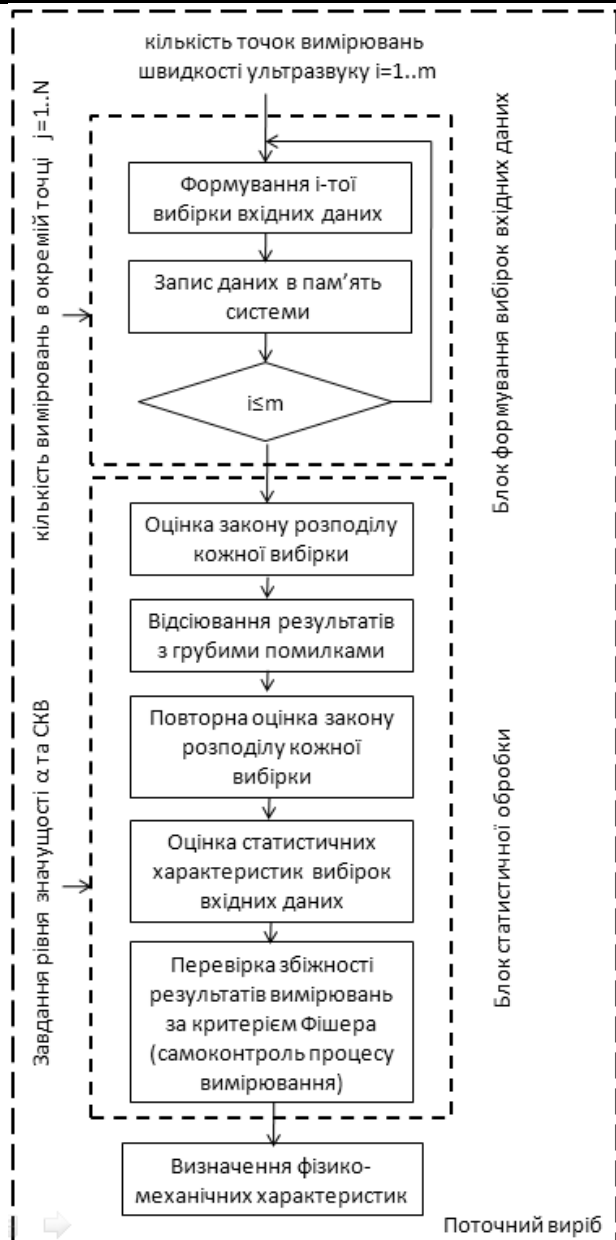 кількість точок вимірювань
швидкості ультразвуку i=1..m
кількість вимірювань в окремій точці j=1..N
Блок формування вибірок вхідних даних
Формування і-тої
вибірки вхідних даних
Запис даних в пам’ять
системи
i≤m
Оцінка закону розподілу
кожної вибірки
Відсіювання результатів
з грубими помилками
Повторна оцінка закону
розподілу кожної
вибірки
Завдання рівня значущості α та СКВ
Блок статистичної обробки
Оцінка статистичних
характеристик вибірок
вхідних даних
Перевірка збіжності
результатів вимірювань
за критерієм Фішера
(самоконтроль процесу
вимірювання)
Визначення фізико-
механічних характеристик
Поточний виріб